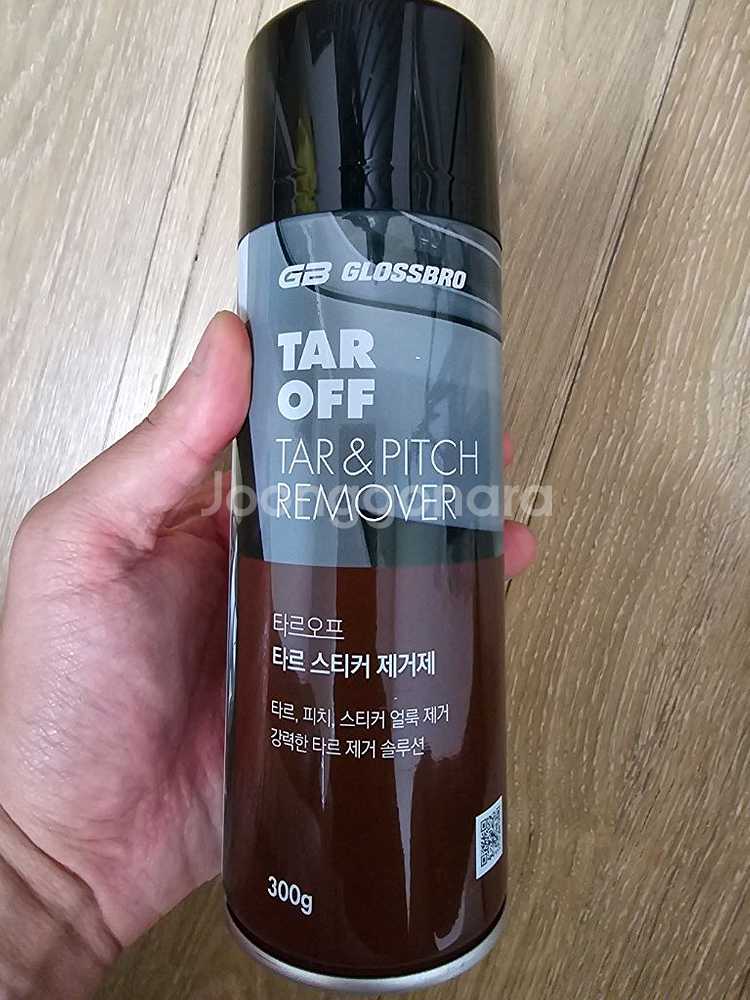 GB GLOSSBRO
TAR
OFF
TAR & PITCH
REMOVER
Joonggonara
타르오프
타르 스티커 제거제
타르, 피치, 스티커 얼룩 제거
강력한 타르 제거 솔루션
300g